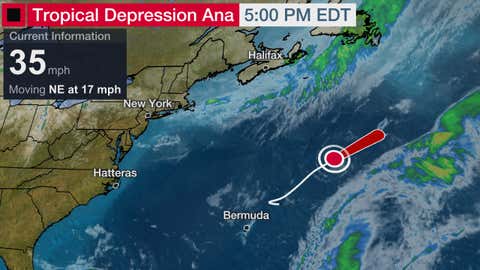 Tropical Depression Ana 5:00 PM EDT
Current Information
35 mph
Moving NE at 17 mph
Halifax
New York
Hatteras
Bermuda